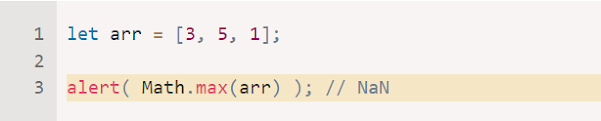 1 let arr = [3, 5, 1];
2
3 alert( Math.max(arr) ); // NaN